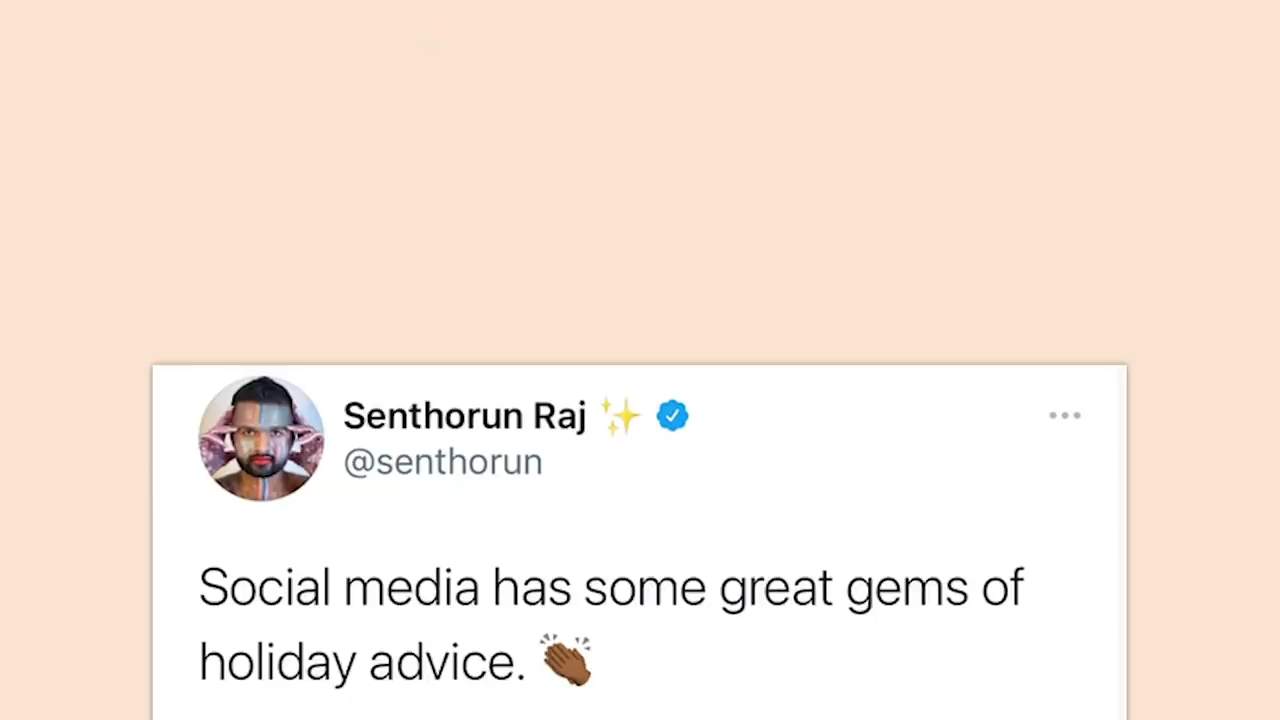 Senthorun Raj ✨
@senthorun
Social media has some great gems of
holiday advice. 👏🏾